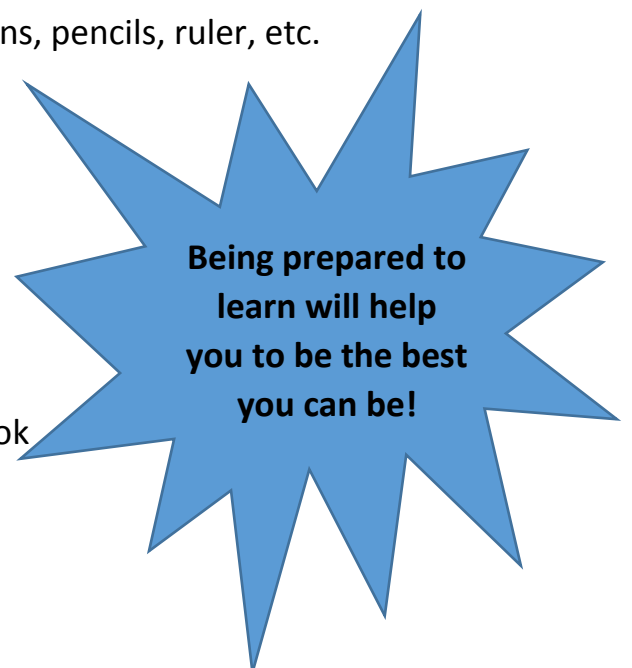 ns, pencils, ruler, etc.
Being prepared to
learn will help
you to be the best
you can be!
ok